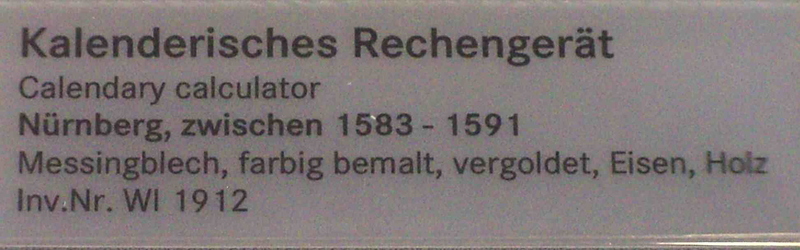 Kalenderisches Rechengerät
Calendary calculator
Nürnberg, zwischen 1583 - 1591
Messingblech, farbig bemalt, vergoldet, Eisen, Holz
Inv.Nr. WI 1912